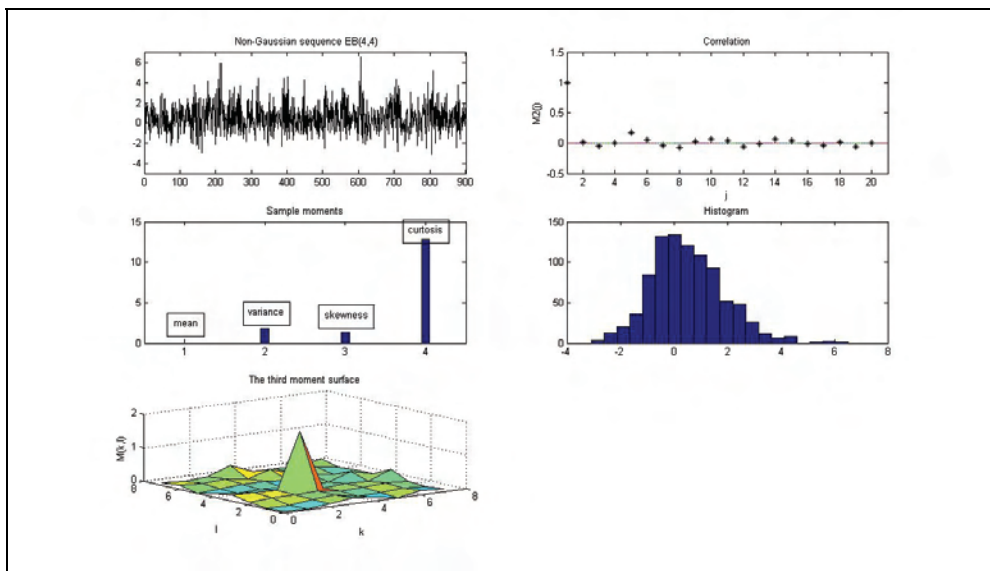 Non-Gaussian sequence EB(4,4)
6
4
2
0
-2
-4
0 100 200 300 400 500 600 700 800 900
Correlation
M2(j)
1.5
1
0.5
0
-0.5
2 4 6 8 10 12 14 16 18 20
j
Sample moments
15
10
5
0
mean
variance
skewness
curtosis
1 2 3 4
Histogram
150
100
50
0
-4 -2 0 2 4 6 8
The third moment surface
M(k,l)
2
1
0
8 6 4 2 0
l
0 2 4 6 8
k